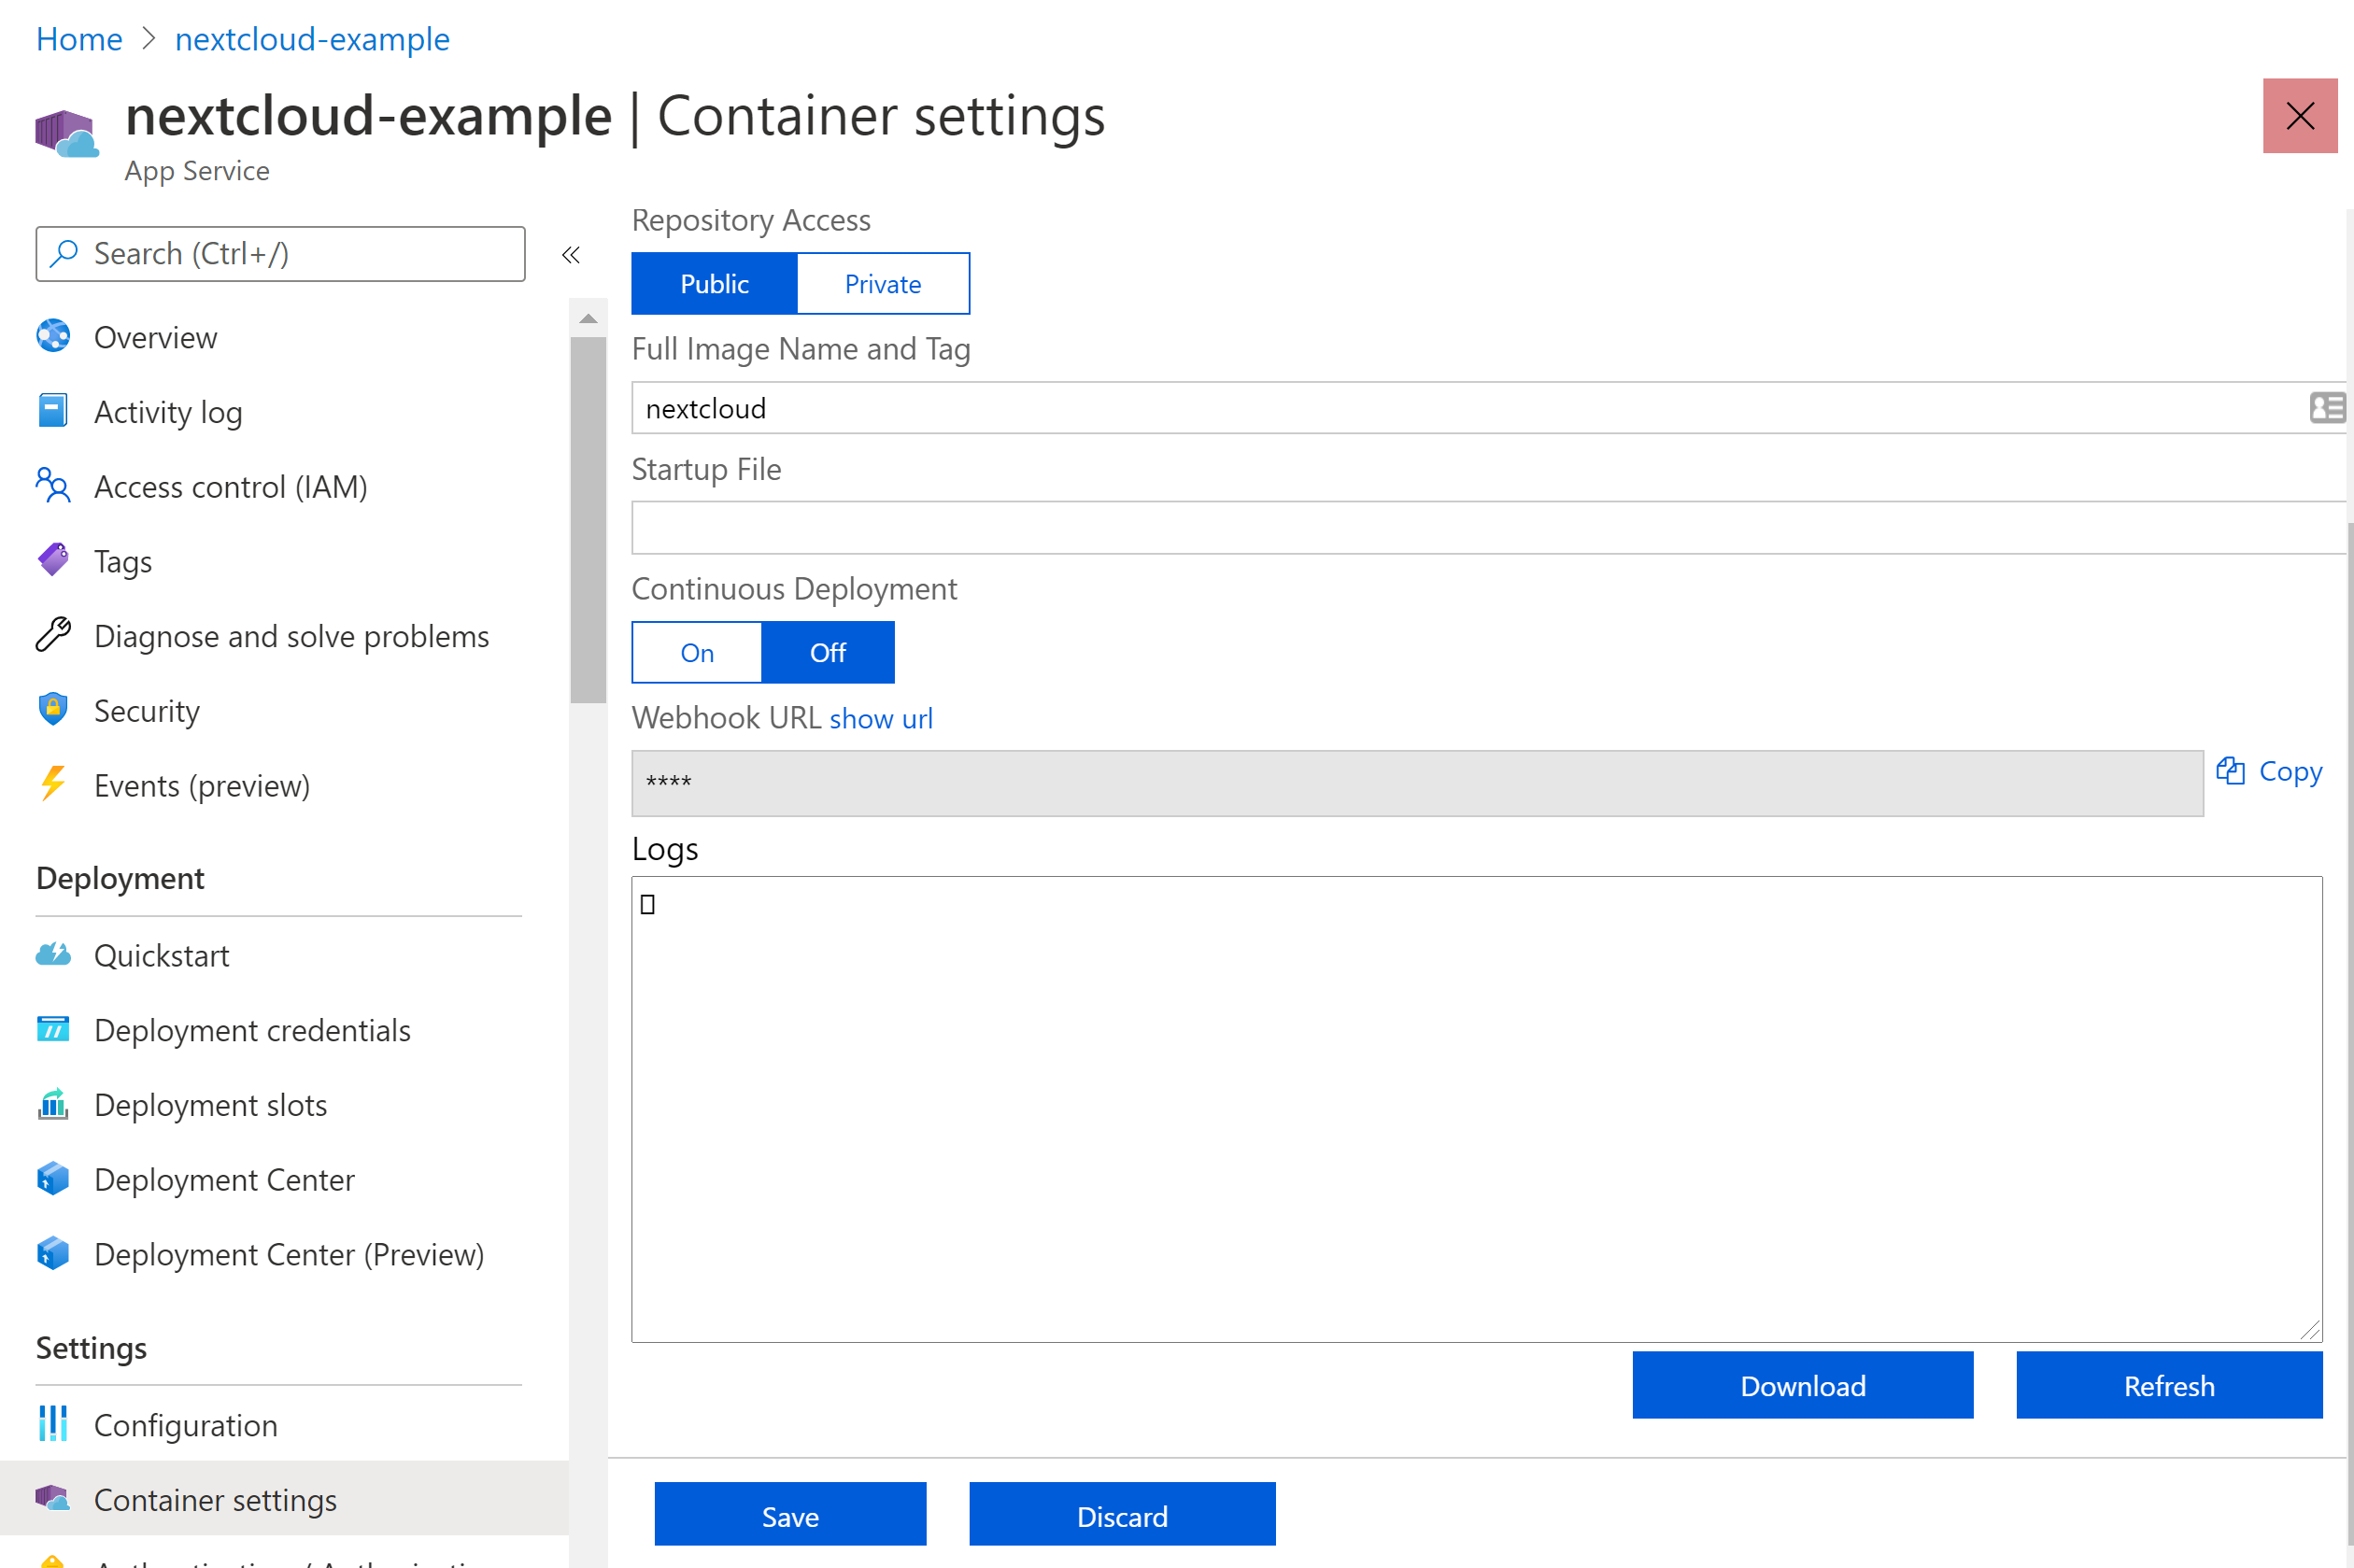 Home > nextcloud-example
nextcloud-example | Container settings
App Service
Search (Ctrl+/)
«
Overview
Activity log
Access control (IAM)
Tags
Diagnose and solve problems
Security
Events (preview)
Deployment
Quickstart
Deployment credentials
Deployment slots
Deployment Center
Deployment Center (Preview)
Settings
Configuration
Container settings
Repository Access
Public Private
Full Image Name and Tag
nextcloud
Startup File
Continuous Deployment
On Off
Webhook URL show url
****
Copy
Logs
Download Refresh
Save Discard